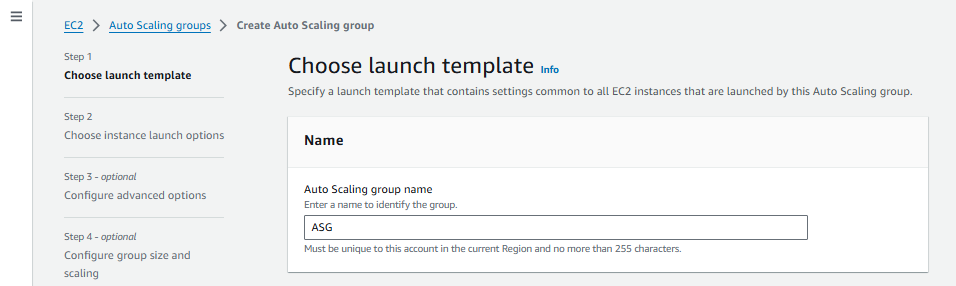 EC2 > Auto Scaling groups > Create Auto Scaling group
Step 1
Choose launch template
Step 2
Choose instance launch options
Step 3 - optional
Configure advanced options
Step 4 - optional
Configure group size and
scaling
Choose launch template Info
Specify a launch template that contains settings common to all EC2 instances that are launched by this Auto Scaling group.
Name
Auto Scaling group name
Enter a name to identify the group.
ASG
Must be unique to this account in the current Region and no more than 255 characters.